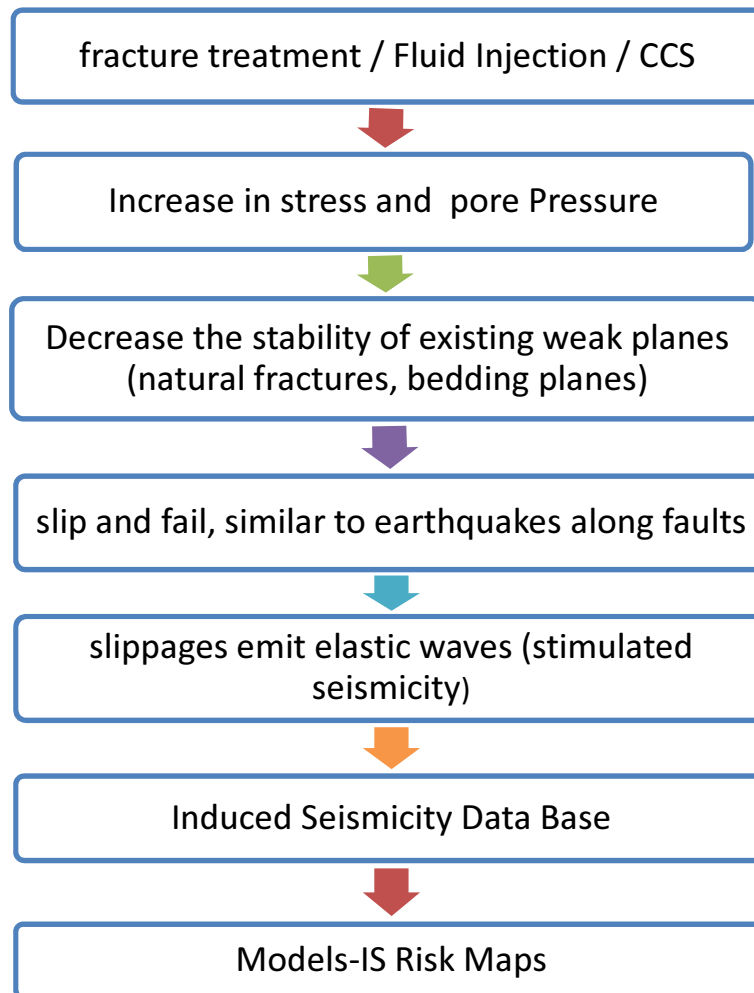 fracture treatment / Fluid Injection / CCS
Increase in stress and pore Pressure
Decrease the stability of existing weak planes
(natural fractures, bedding planes)
slip and fail, similar to earthquakes along faults
slippages emit elastic waves (stimulated
seismicity)
Induced Seismicity Data Base
Models-IS Risk Maps